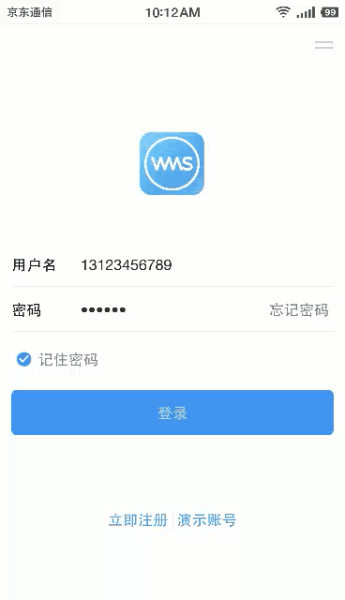 京东通信 10:12AM 99
WMS
用户名 13123456789
密码 •••••• 忘记密码
记住密码
登录
立即注册 演示账号